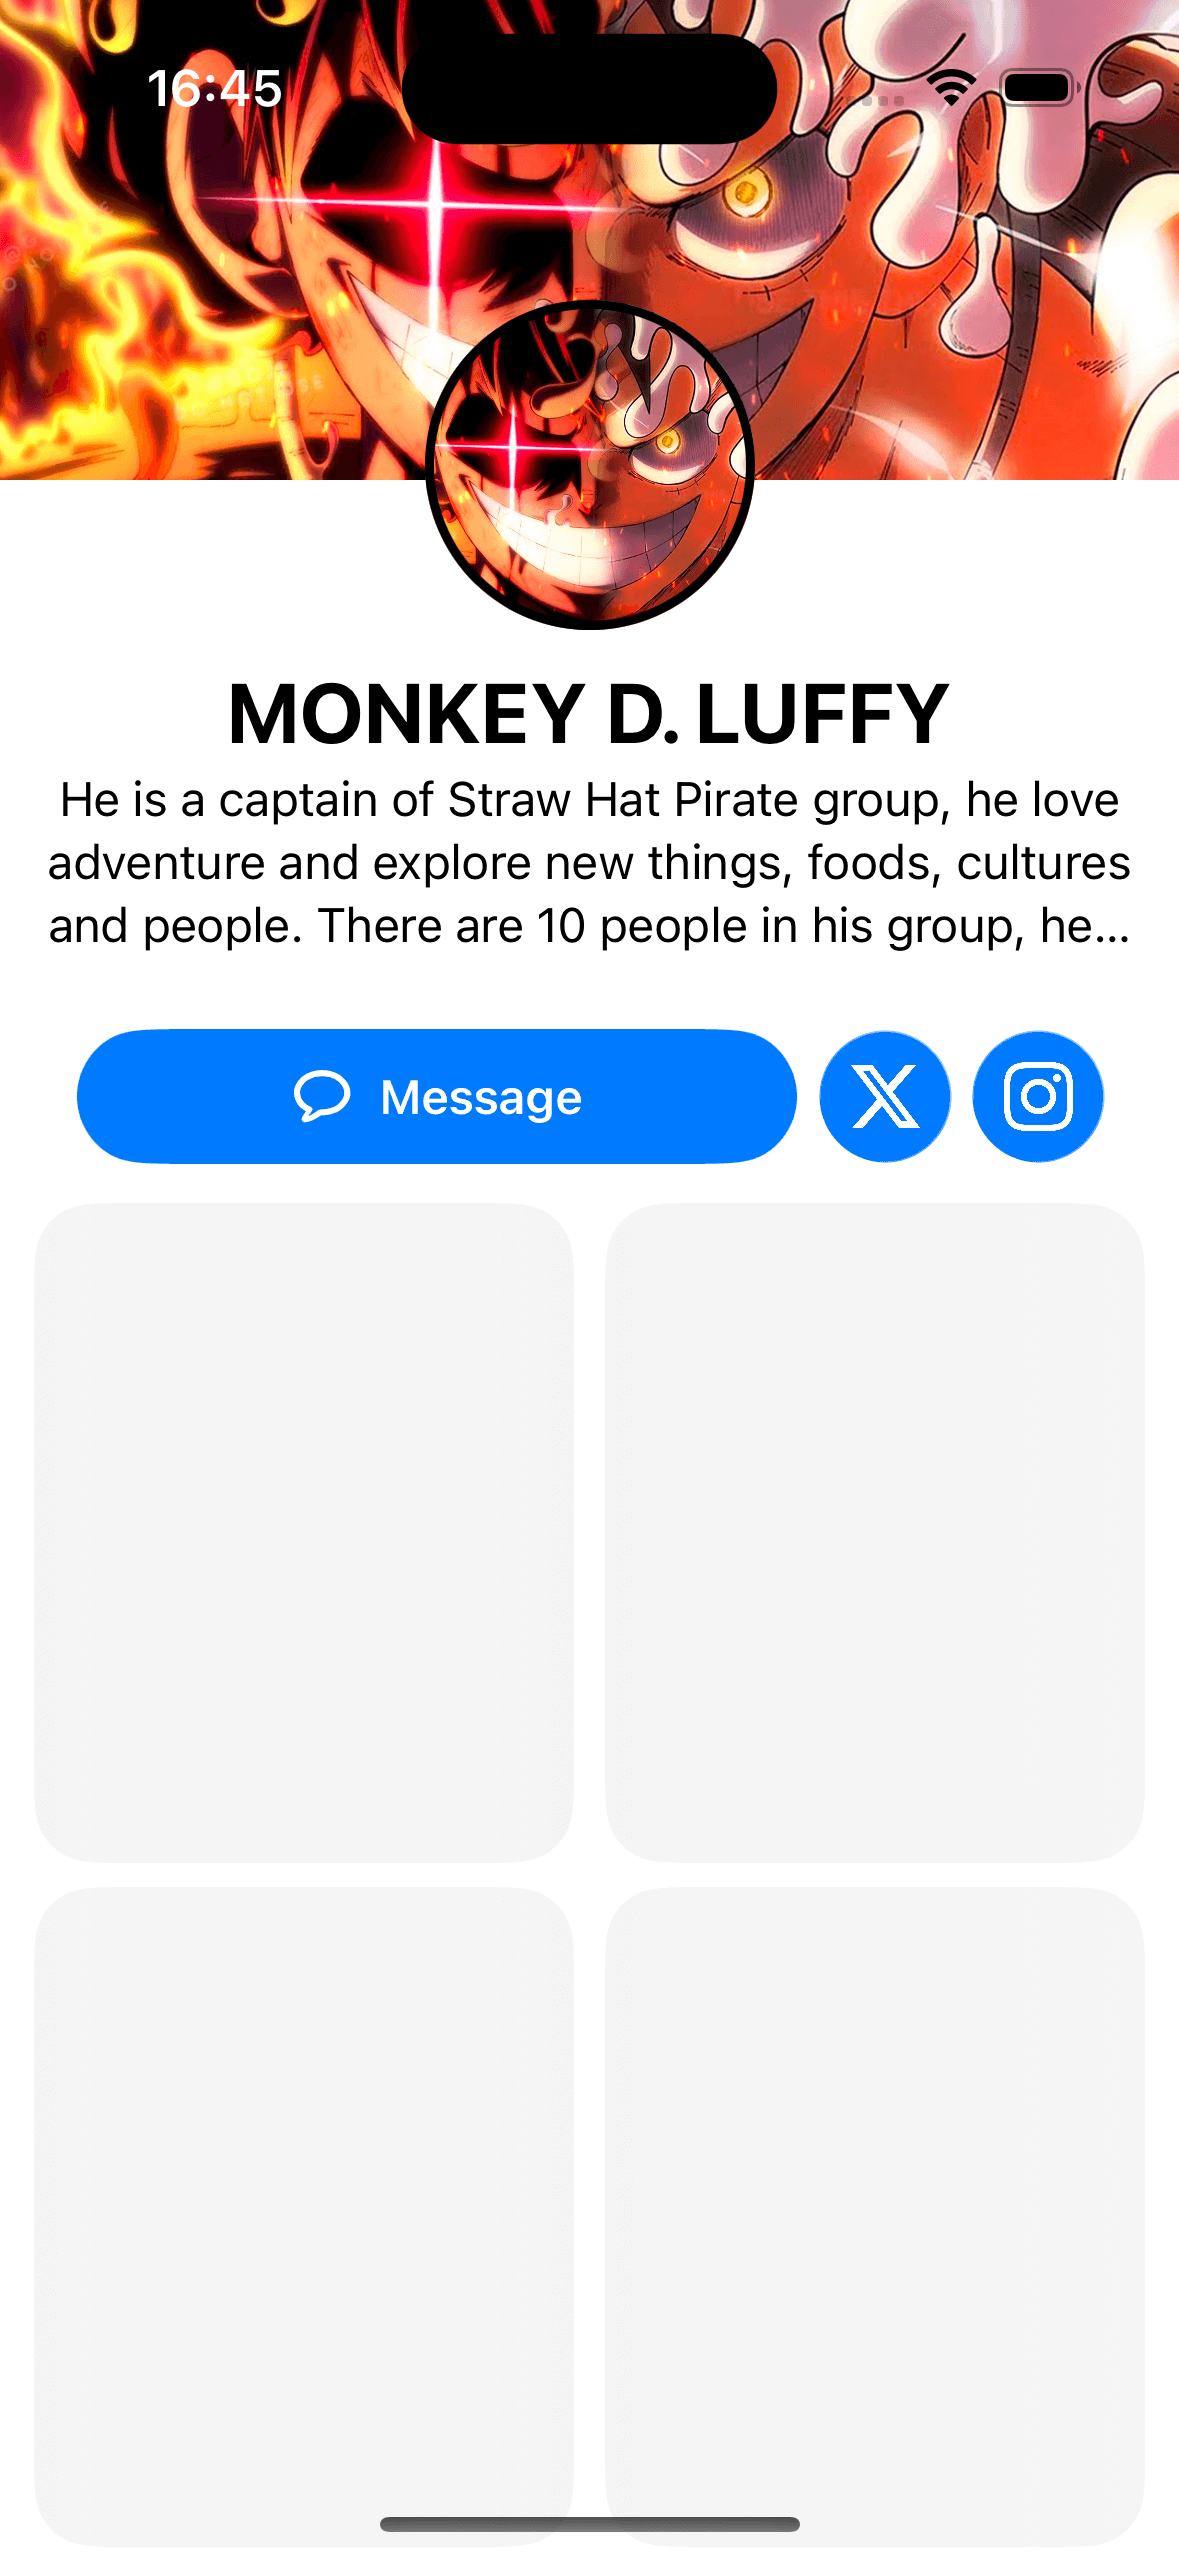 16:45
MONKEY D. LUFFY
He is a captain of Straw Hat Pirate group, he love
adventure and explore new things, foods, cultures
and people. There are 10 people in his group, he...
Message